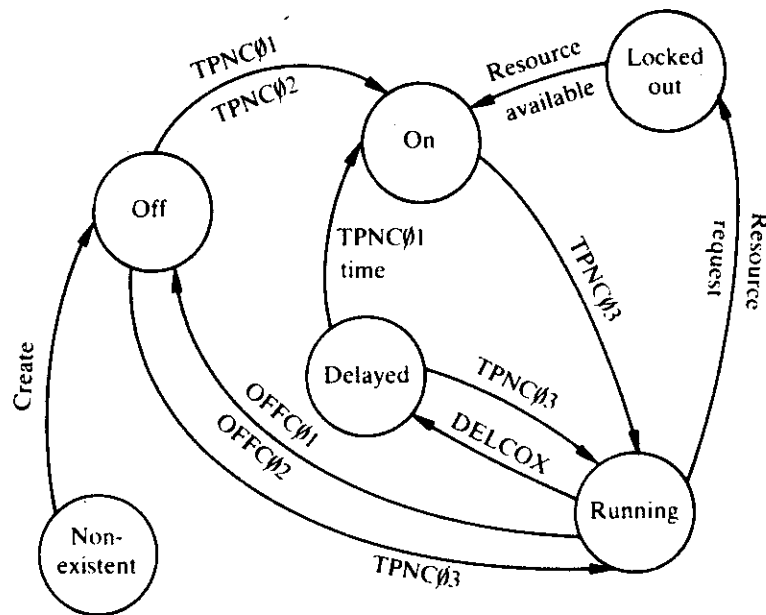 TPNCØ1
TPNCØ2
Resource
available
Locked
out
On
Off
TPNCØ1
time
TPNCØ3
Resource
request
Create
Delayed
TPNCØ3
DELCOX
OFFCØ1
OFFCØ2
Running
Non-
existent
TPNCØ3